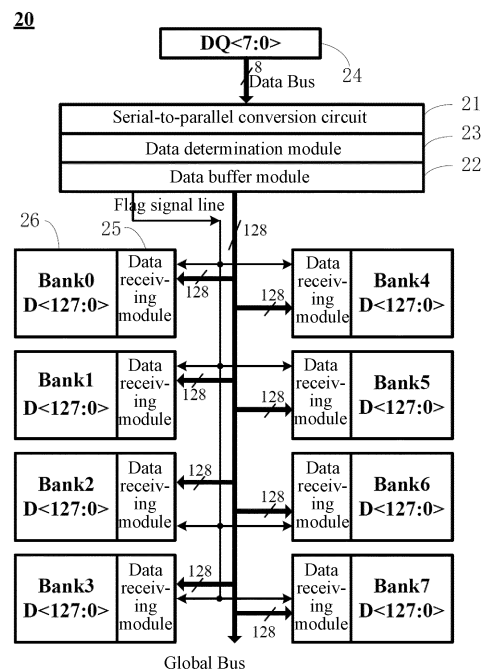 20
DQ<7:0>
24
8
Data Bus
21
Serial-to-parallel conversion circuit
23
Data determination module
22
Data buffer module
Flag signal line
128
26
25
Bank0
D<127:0>
Data
receiv-
ing
module
128
128
Data
receiv-
ing
module
Bank4
D<127:0>
Bank1
D<127:0>
Data
receiv-
ing
module
128
128
Data
receiv-
ing
module
Bank5
D<127:0>
Bank2
D<127:0>
Data
receiv-
ing
module
128
128
Data
receiv-
ing
module
Bank6
D<127:0>
Bank3
D<127:0>
Data
receiv-
ing
module
128
128
Data
receiv-
ing
module
Bank7
D<127:0>
Global Bus